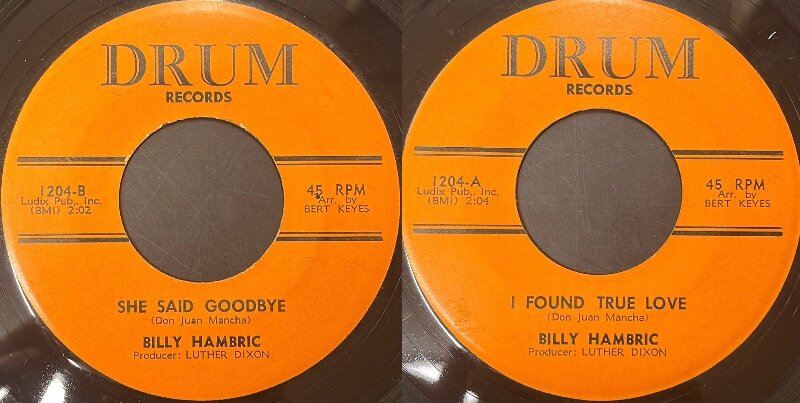 DRUM
RECORDS
1204-B
Ludix Pub., Inc.
(BMI) 2:02
45 RPM
Arr. by
BERT KEYES
SHE SAID GOODBYE
(Don Juan Mancha)
BILLY HAMBRIC
Producer: LUTHER DIXON
DRUM
RECORDS
1204-A
Ludix Pub., Inc.
(BMI) 2:04
45 RPM
Arr. by
BERT KEYES
I FOUND TRUE LOVE
(Don Juan Mancha)
BILLY HAMBRIC
Producer: LUTHER DIXON